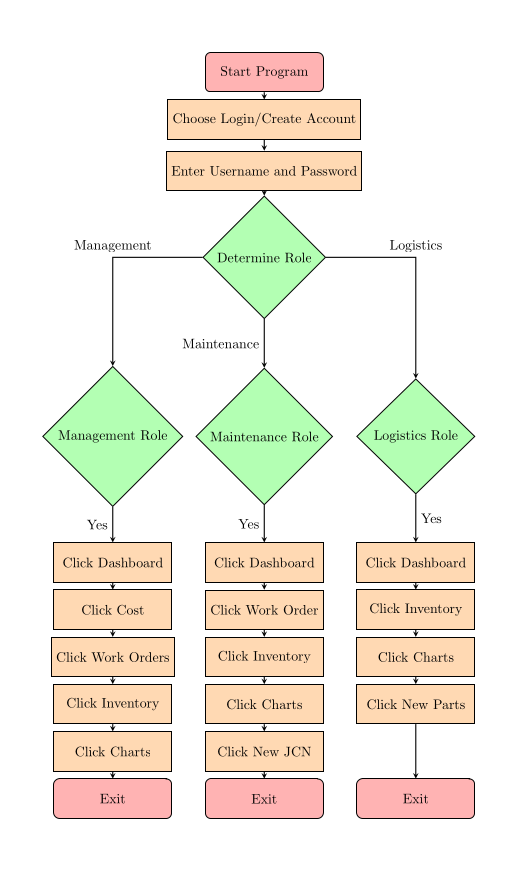 Start Program
Choose Login/Create Account
Enter Username and Password
Management
Logistics
Determine Role
Maintenance
Management Role
Maintenance Role
Logistics Role
Yes
Yes
Yes
Click Dashboard
Click Dashboard
Click Dashboard
Click Cost
Click Work Order
Click Inventory
Click Work Orders
Click Inventory
Click Charts
Click Inventory
Click Charts
Click New Parts
Click Charts
Click New JCN
Exit
Exit
Exit